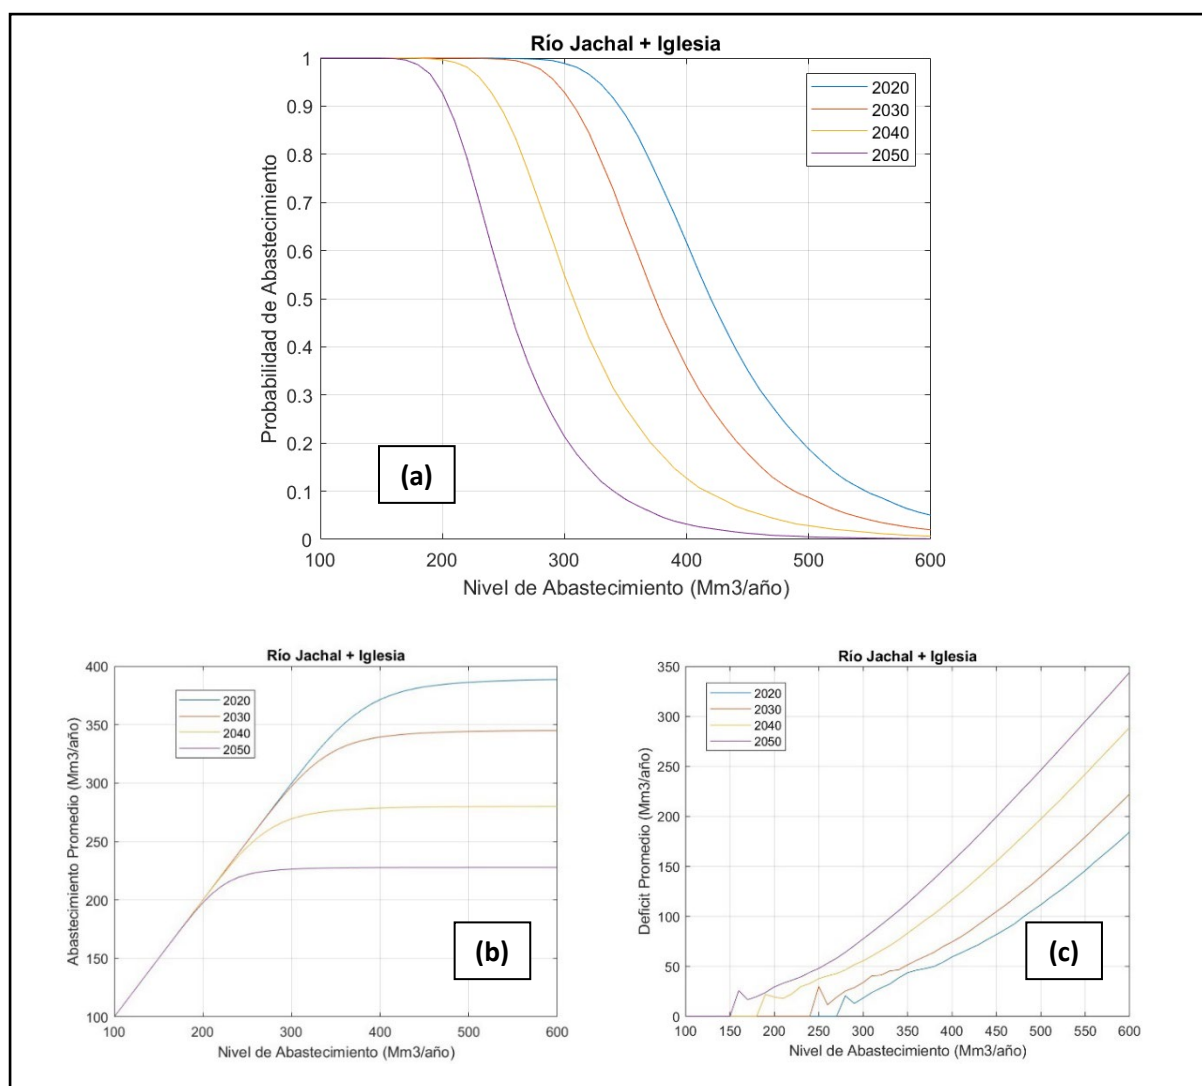 Río Jachal + Iglesia
1
0.9
0.8
0.7
0.6
0.5
0.4
0.3
0.2
0.1
0
Probabilidad de Abastecimiento
2020
2030
2040
2050
(a)
100 200 300 400 500 600
Nivel de Abastecimiento (Mm3/año)
Río Jachal + Iglesia
400
350
300
250
200
150
100
Abastecimiento Promedio (Mm3/año)
2020
2030
2040
2050
(b)
100 200 300 400 500 600
Nivel de Abastecimiento (Mm3/año)
Río Jachal + Iglesia
350
300
250
200
150
100
50
0
Deficit Promedio (Mm3/año)
2020
2030
2040
2050
(c)
100 150 200 250 300 350 400 450 500 550 600
Nivel de Abastecimiento (Mm3/año)